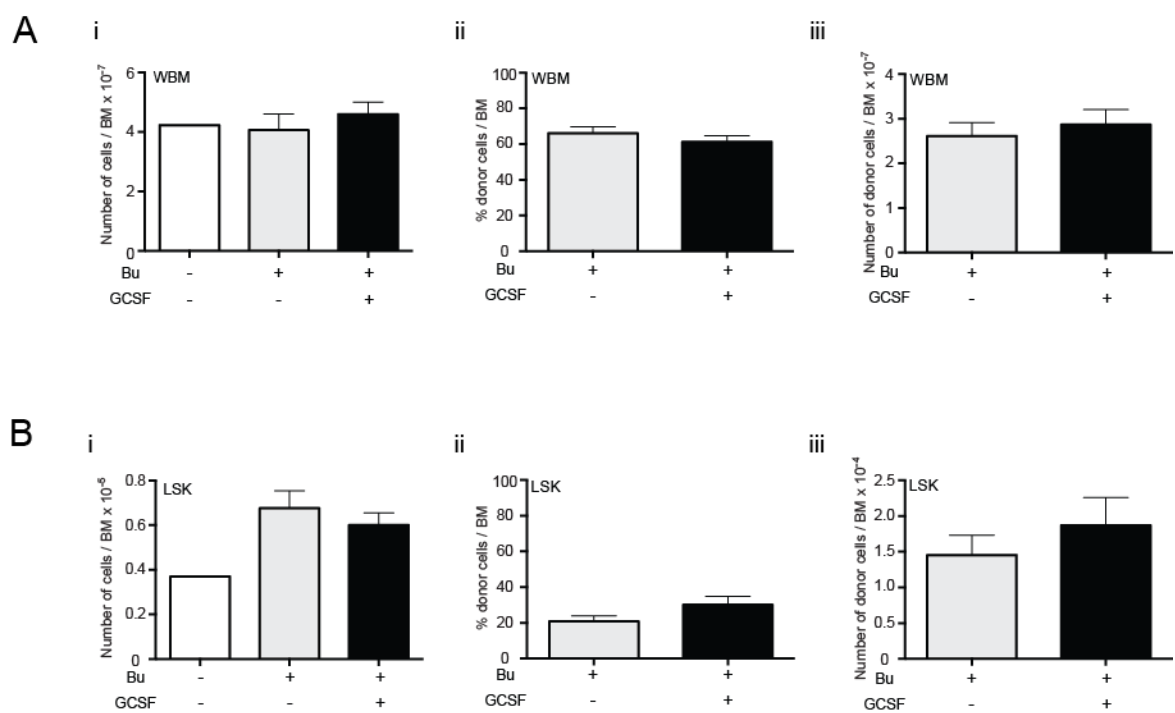 A
i
WBM
Number of cells / BM x 10⁻⁷
6
4
2
0
Bu - + +
GCSF - - +
ii
WBM
% donor cells / BM
100
80
60
40
20
0
Bu + +
GCSF - +
iii
WBM
Number of donor cells / BM x 10⁻⁷
4
3
2
1
0
Bu + +
GCSF - +
B
i
LSK
Number of cells / BM x 10⁻⁵
0.8
0.6
0.4
0.2
0
Bu - + +
GCSF - - +
ii
LSK
% donor cells / BM
100
80
60
40
20
0
Bu + +
GCSF - +
iii
LSK
Number of donor cells / BM x 10⁻⁴
2.5
2.0
1.5
1.0
0.5
0
Bu + +
GCSF - +